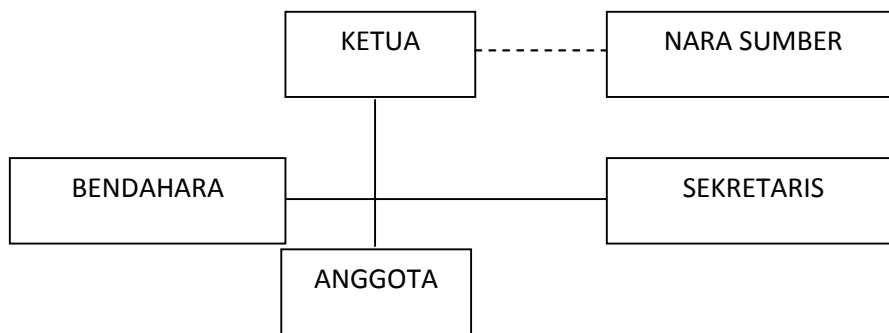 KETUA
NARA SUMBER
BENDAHARA
SEKRETARIS
ANGGOTA